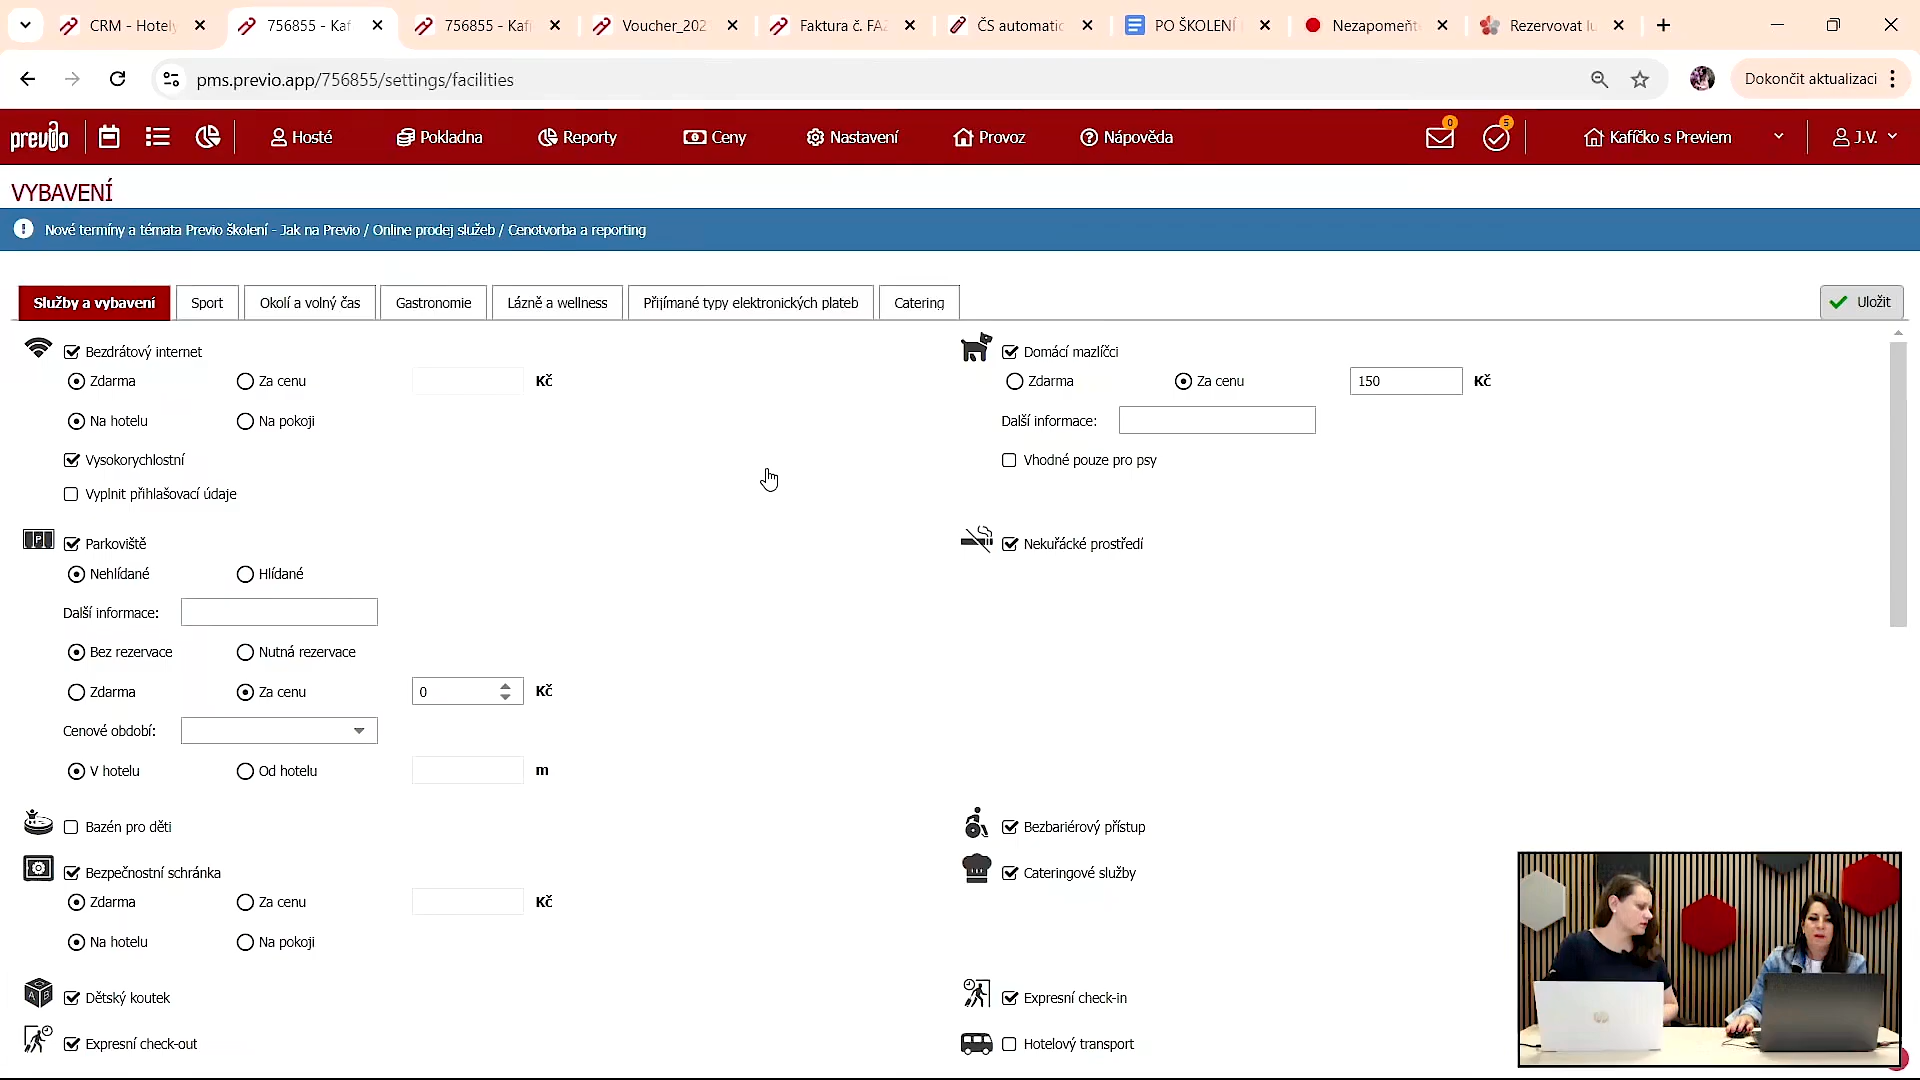 CRM - Hotely
756855 - Kaf
756855 - Kaf
Voucher_202
Faktura č. FAZ
ČS automatic
PO ŠKOLENÍ
Nezapomeňt
Rezervovat lu
pms.previo.app/756855/settings/facilities
Dokončit aktualizaci
previo
Hosté
Pokladna
Reporty
Ceny
Nastavení
Provoz
Nápověda
0
5
Kafíčko s Previem
J.V.
VYBAVENÍ
Nové termíny a témata Previo školení - Jak na Previo / Online prodej služeb / Cenotvorba a reporting
Služby a vybavení
Sport
Okolí a volný čas
Gastronomie
Lázně a wellness
Přijímané typy elektronických plateb
Catering
Uložit
Bezdrátový internet
Zdarma
Za cenu
Kč
Na hotelu
Na pokoji
Vysokorychlostní
Vyplnit přihlašovací údaje
Domácí mazlíčci
Zdarma
Za cenu
150
Kč
Další informace:
Vhodné pouze pro psy
P
Parkoviště
Nehlídané
Hlídané
Další informace:
Bez rezervace
Nutná rezervace
Zdarma
Za cenu
0
Kč
Cenové období:
V hotelu
Od hotelu
m
Nekuřácké prostředí
Bazén pro děti
Bezbariérový přístup
Bezpečnostní schránka
Zdarma
Za cenu
Kč
Na hotelu
Na pokoji
Cateringové služby
Dětský koutek
Expresní check-in
Expresní check-out
Hotelový transport